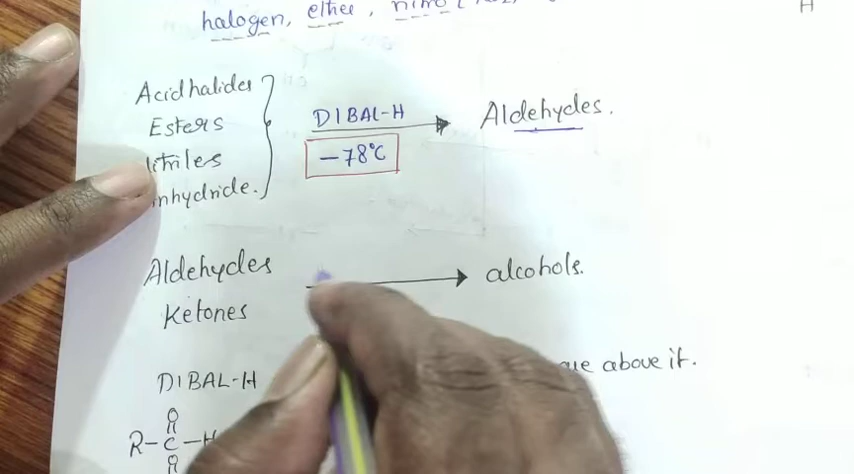 halogen, ether,
Acid halides
Esters
DIBAL-H
Aldehydes.
-78°C
Aldehydes
alcohols.
Ketones
above it.
DIBAL-H
O
R-C-H
O
H